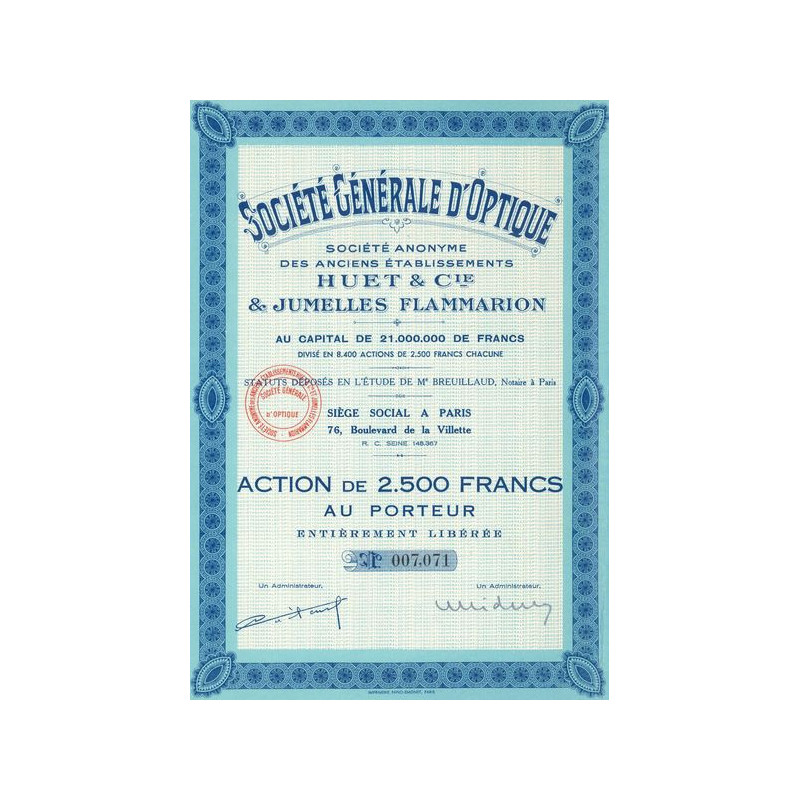 SOCIÉTÉ GÉNÉRALE D'OPTIQUE
SOCIÉTÉ ANONYME
DES ANCIENS ÉTABLISSEMENTS
HUET & CIE
& JUMELLES FLAMMARION
AU CAPITAL DE 21.000.000 DE FRANCS
DIVISÉ EN 8.400 ACTIONS DE 2.500 FRANCS CHACUNE
STATUTS DÉPOSÉS EN L'ÉTUDE DE Me BREUILLAUD, Notaire à Paris
SOCIÉTÉ GÉNÉRALE
D'OPTIQUE
SIÈGE SOCIAL A PARIS
76, Boulevard de la Villette
R. C. SEINE 148.367
ACTION DE 2.500 FRANCS
AU PORTEUR
ENTIÈREMENT LIBÉRÉE
007,071
Un Administrateur,
Un Administrateur,